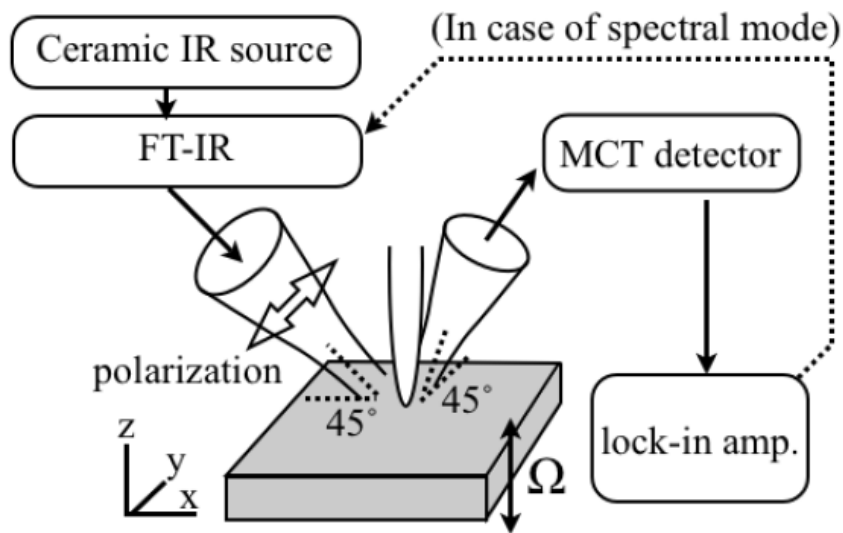 (In case of spectral mode)
Ceramic IR source
FT-IR
MCT detector
polarization
45°
45°
lock-in amp.
Ω
z
y
x